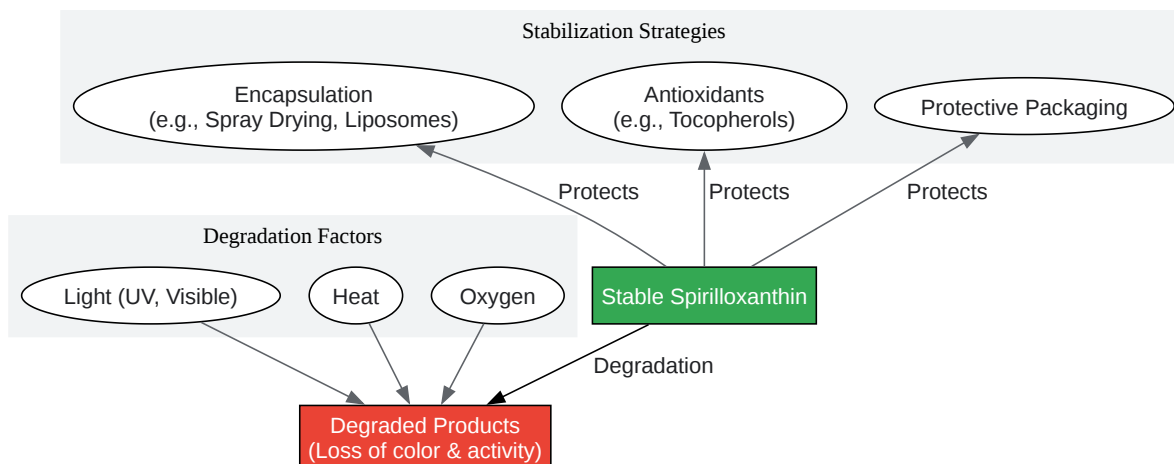 Stabilization Strategies
Encapsulation
(e.g., Spray Drying, Liposomes)
Antioxidants
(e.g., Tocopherols)
Protective Packaging
Protects
Protects
Protects
Degradation Factors
Light (UV, Visible)
Heat
Oxygen
Stable Spirilloxanthin
Degradation
Degraded Products
(Loss of color & activity)